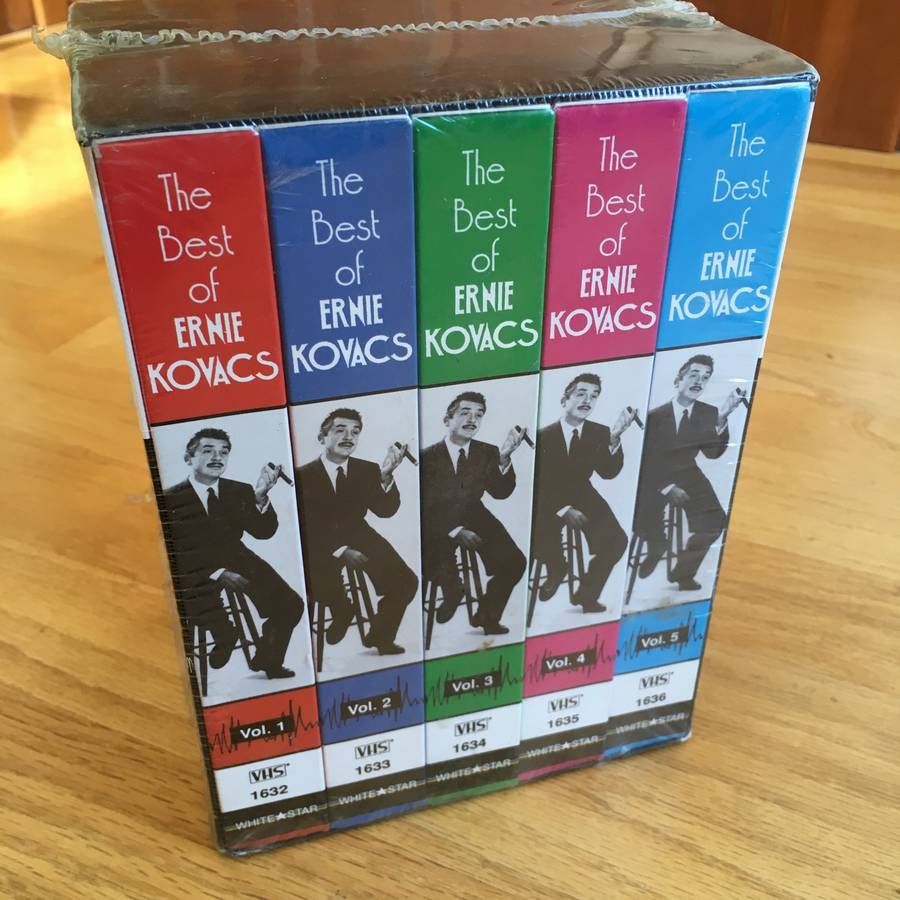 The
Best
of
ERNIE
KOVACS
Vol. 1
VHS
1632
WHITE★STAR
The
Best
of
ERNIE
KOVACS
Vol. 2
VHS
1633
WHITE★STAR
The
Best
of
ERNIE
KOVACS
Vol. 3
VHS
1634
WHITE★STAR
The
Best
of
ERNIE
KOVACS
Vol. 4
VHS
1635
WHITE★STAR
The
Best
of
ERNIE
KOVACS
Vol. 5
VHS
1636
WHITE★STAR